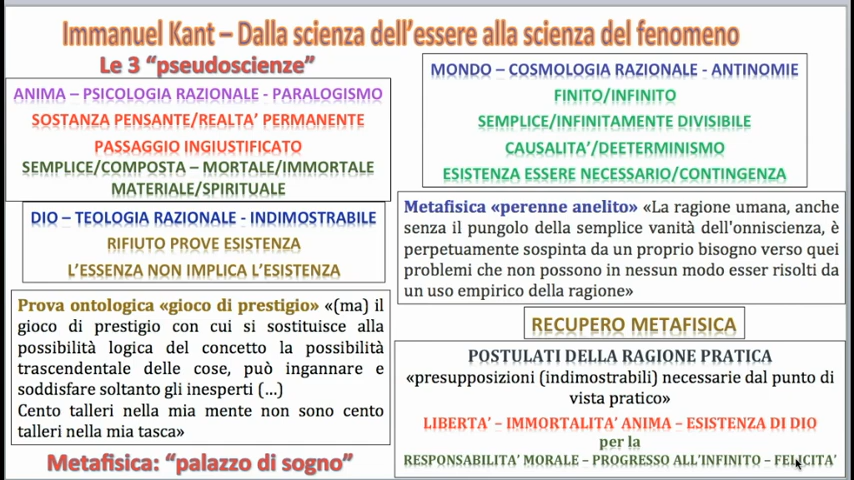 Immanuel Kant – Dalla scienza dell'essere alla scienza del fenomeno
Le 3 "pseudoscienze"
ANIMA – PSICOLOGIA RAZIONALE - PARALOGISMO
SOSTANZA PENSANTE/REALTA' PERMANENTE
PASSAGGIO INGIUSTIFICATO
SEMPLICE/COMPOSTA – MORTALE/IMMORTALE
MATERIALE/SPIRITUALE
DIO – TEOLOGIA RAZIONALE - INDIMOSTRABILE
RIFIUTO PROVE ESISTENZA
L'ESSENZA NON IMPLICA L'ESISTENZA
Prova ontologica «gioco di prestigio» «(ma) il
gioco di prestigio con cui si sostituisce alla
possibilità logica del concetto la possibilità
trascendentale delle cose, può ingannare e
soddisfare soltanto gli inesperti (…)
Cento talleri nella mia mente non sono cento
talleri nella mia tasca»
Metafisica: "palazzo di sogno"
MONDO – COSMOLOGIA RAZIONALE - ANTINOMIE
FINITO/INFINITO
SEMPLICE/INFINITAMENTE DIVISIBILE
CAUSALITA'/DEETERMINISMO
ESISTENZA ESSERE NECESSARIO/CONTINGENZA
Metafisica «perenne anelito» «La ragione umana, anche
senza il pungolo della semplice vanità dell'onniscienza, è
perpetuamente sospinta da un proprio bisogno verso quei
problemi che non possono in nessun modo esser risolti da
un uso empirico della ragione»
RECUPERO METAFISICA
POSTULATI DELLA RAGIONE PRATICA
«presupposizioni (indimostrabili) necessarie dal punto di
vista pratico»
LIBERTA' – IMMORTALITA' ANIMA – ESISTENZA DI DIO
per la
RESPONSABILITA' MORALE – PROGRESSO ALL'INFINITO – FELICITA'